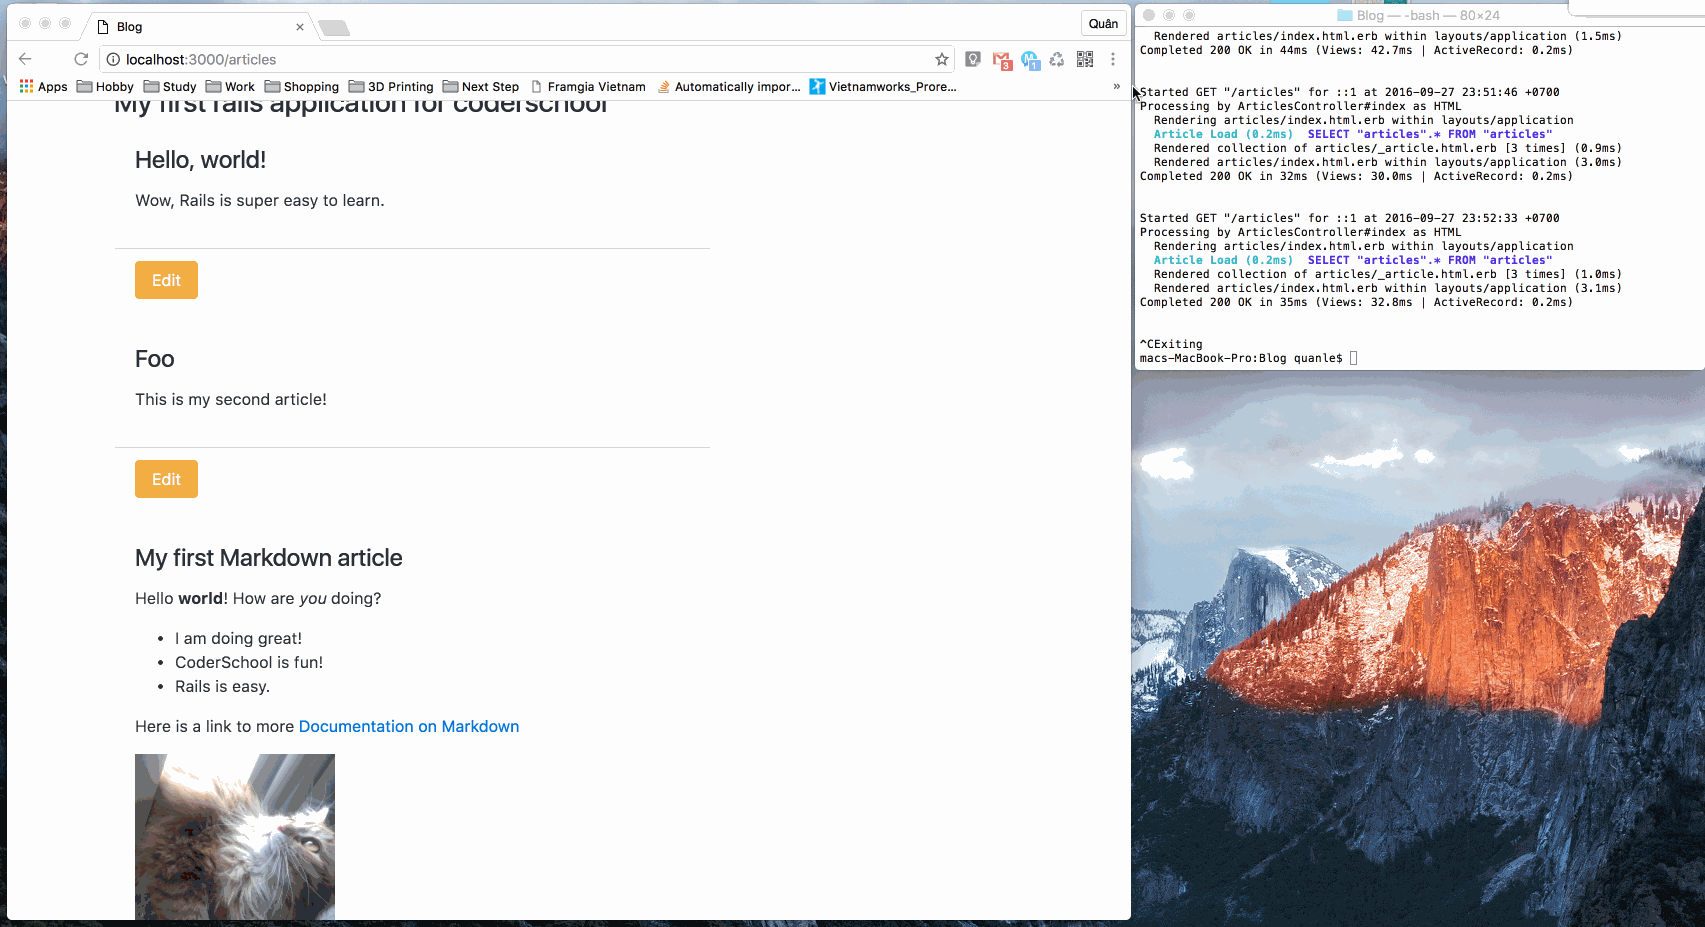 Blog
Quân
localhost:3000/articles
3
1
Apps Hobby Study Work Shopping 3D Printing Next Step Framgia Vietnam Automatically impor... Vietnamworks_Prore... »
My first rails application for coderschool
Hello, world!
Wow, Rails is super easy to learn.
Edit
Foo
This is my second article!
Edit
My first Markdown article
Hello world! How are you doing?
• I am doing great!
• CoderSchool is fun!
• Rails is easy.
Here is a link to more Documentation on Markdown
Blog — -bash — 80×24
Rendered articles/index.html.erb within layouts/application (1.5ms)
Completed 200 OK in 44ms (Views: 42.7ms | ActiveRecord: 0.2ms)
Started GET "/articles" for ::1 at 2016-09-27 23:51:46 +0700
Processing by ArticlesController#index as HTML
Rendering articles/index.html.erb within layouts/application
Article Load (0.2ms) SELECT "articles".* FROM "articles"
Rendered collection of articles/_article.html.erb [3 times] (0.9ms)
Rendered articles/index.html.erb within layouts/application (3.0ms)
Completed 200 OK in 32ms (Views: 30.0ms | ActiveRecord: 0.2ms)
Started GET "/articles" for ::1 at 2016-09-27 23:52:33 +0700
Processing by ArticlesController#index as HTML
Rendering articles/index.html.erb within layouts/application
Article Load (0.2ms) SELECT "articles".* FROM "articles"
Rendered collection of articles/_article.html.erb [3 times] (1.0ms)
Rendered articles/index.html.erb within layouts/application (3.1ms)
Completed 200 OK in 35ms (Views: 32.8ms | ActiveRecord: 0.2ms)
^CExiting
macs-MacBook-Pro:Blog quanle$